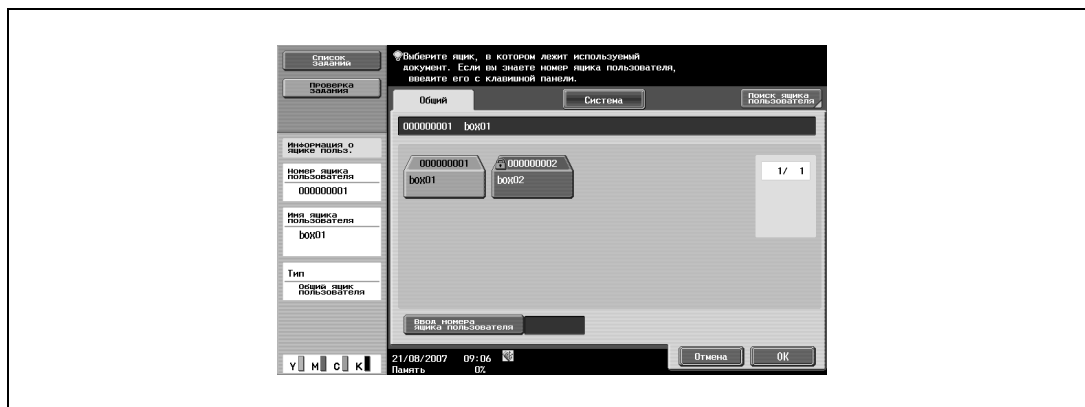 Список
задания
Проверка
задания
Выберите ящик, в котором лежит используемый
документ. Если вы знаете номер ящика пользователя,
введите его с клавишной панели.
Общий
Система
Поиск ящика
пользователя
000000001 box01
Информация о
ящике польз.
Номер ящика
пользователя
000000001
Имя ящика
пользователя
box01
Тип
Общий ящик
пользователя
000000001
box01
000000002
box02
1/ 1
Ввод номера
ящика пользователя
Отмена
OK
Y M C K
21/08/2007 09:06
Память 0%